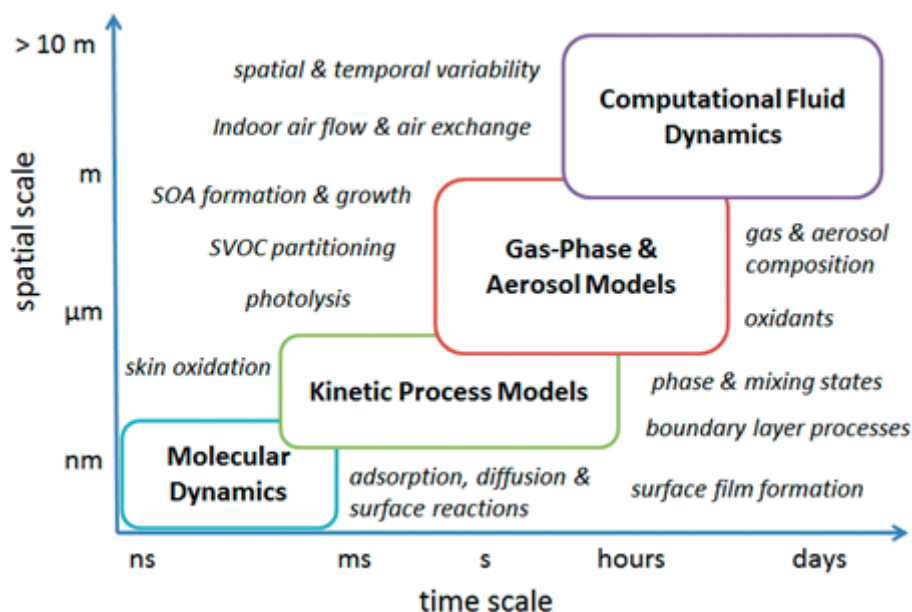 > 10 m
spatial & temporal variability
Computational Fluid
Dynamics
Indoor air flow & air exchange
m
SOA formation & growth
spatial scale
SVOC partitioning
Gas-Phase &
Aerosol Models
gas & aerosol
composition
photolysis
μm
oxidants
skin oxidation
Kinetic Process Models
phase & mixing states
boundary layer processes
nm
Molecular
Dynamics
adsorption, diffusion &
surface reactions
surface film formation
ns
ms
s
hours
days
time scale